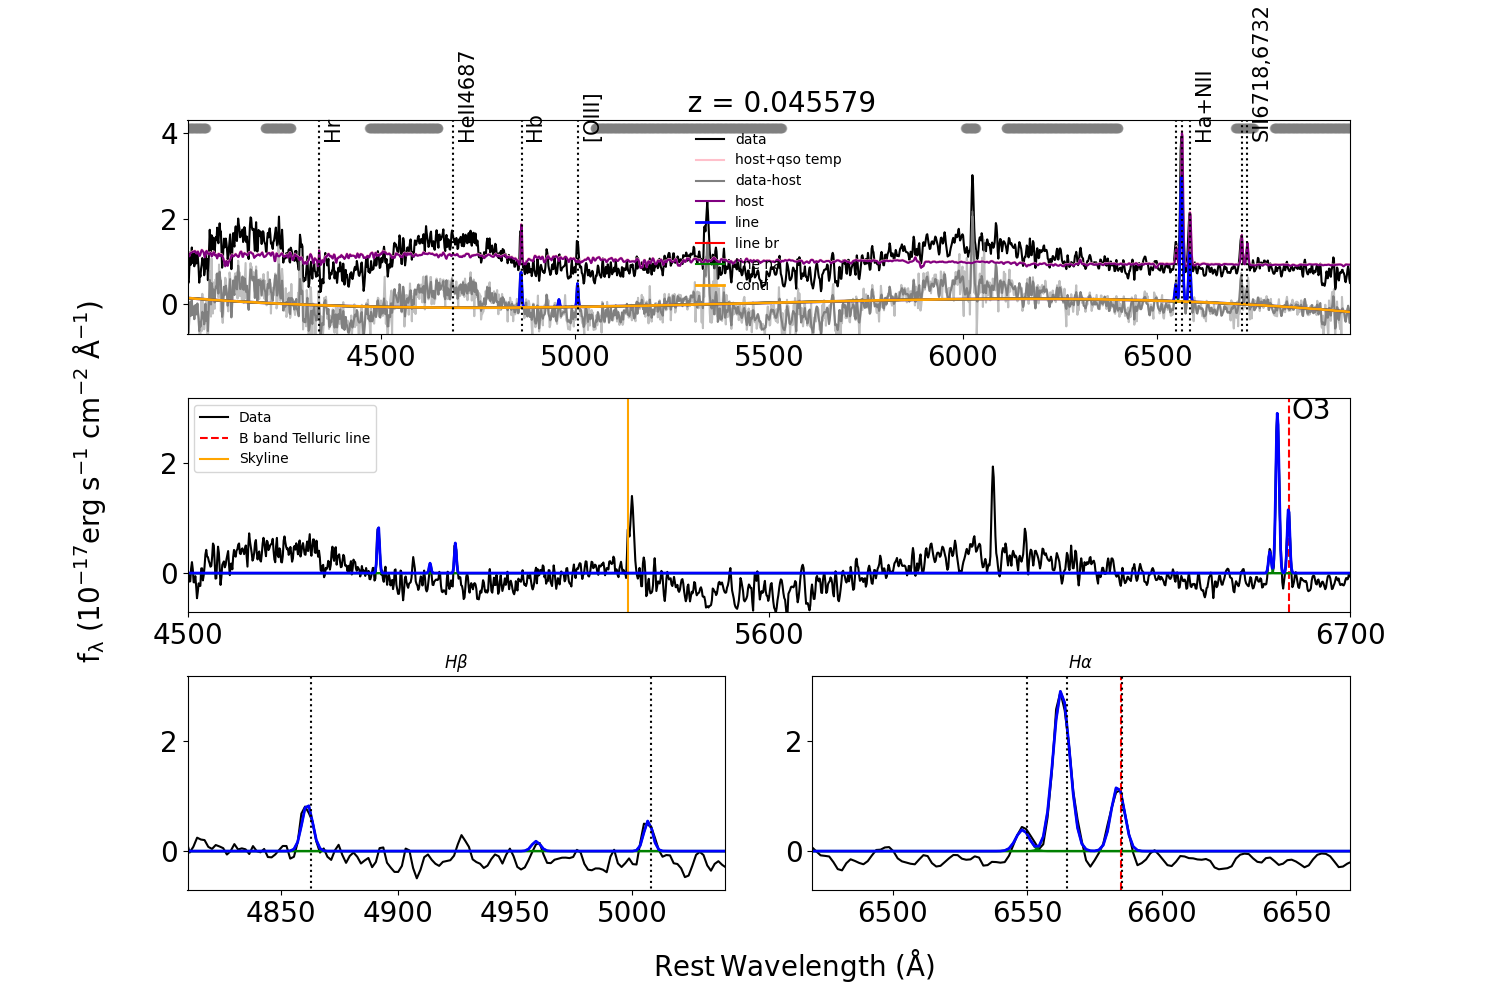 z = 0.045579
Hr
HeII4687
Hb
[OIII]
Ha+NII
SII6718,6732
data
host+qso temp
data-host
host
line
line br
conti
4
2
0
4500
5000
5500
6000
6500
fλ (10⁻¹⁷erg s⁻¹ cm⁻² Å⁻¹)
Data
B band Telluric line
Skyline
O3
2
0
4500
5600
6700
Hβ
2
0
4850
4900
4950
5000
Hα
2
0
6500
6550
6600
6650
Rest Wavelength (Å)